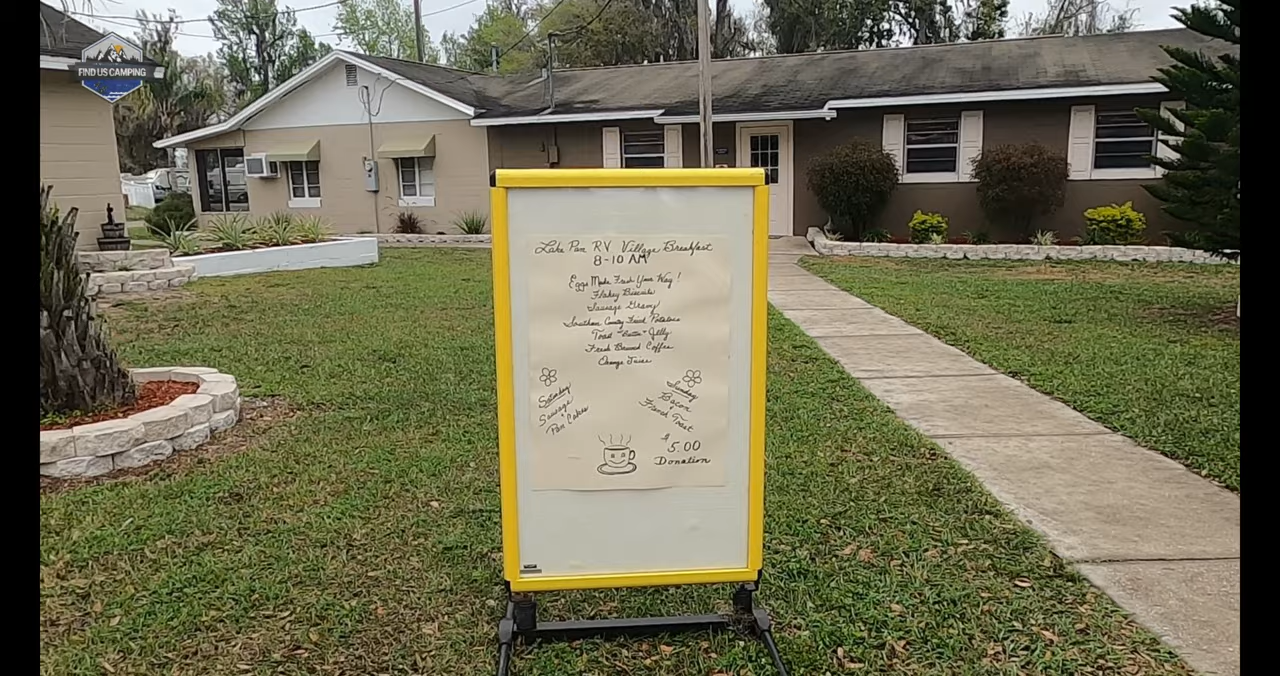 FIND US CAMPING
Lake Pan RV Village Breakfast
8-10 AM
Eggs Made Fresh Your Way!
Flakey Biscuits
Sausage Gravy
Southern Country Fried Potatoes
Toast "Butter" Jelly
Fresh Brewed Coffee
Orange Juice
Saturday
Sausage
Pan Cakes
Sunday
Bacon
French Toast
$5.00
Donation